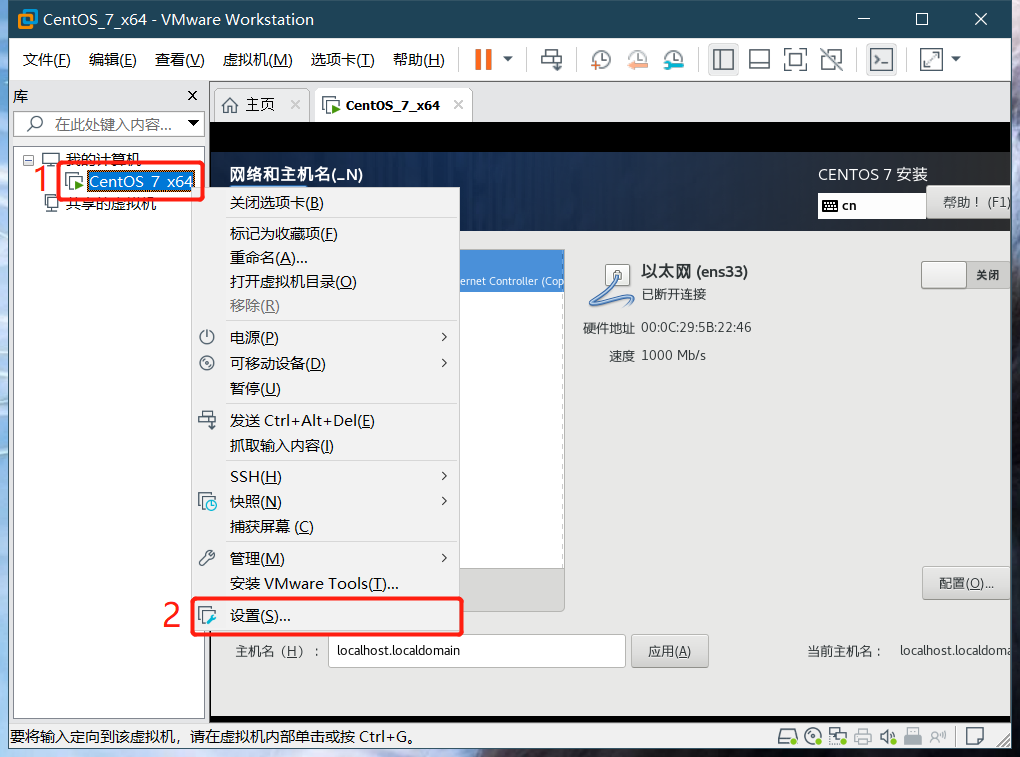 CentOS_7_x64 - VMware Workstation
文件(F) 编辑(E) 查看(V) 虚拟机(M) 选项卡(T) 帮助(H)
库
主页
CentOS_7_x64
在此处键入内容...
我的计算机
1
CentOS_7_x64
共享的虚拟机
网络和主机名(_N)
CENTOS 7 安装
cn
帮助！(F1)
关闭选项卡(B)
标记为收藏项(F)
重命名(A)...
打开虚拟机目录(O)
移除(R)
电源(P)
可移动设备(D)
暂停(U)
发送 Ctrl+Alt+Del(E)
抓取输入内容(I)
SSH(H)
快照(N)
捕获屏幕 (C)
管理(M)
安装 VMware Tools(T)...
2
设置(S)...
ernet Controller (Cop
以太网 (ens33)
已断开连接
关闭
硬件地址 00:0C:29:5B:22:46
速度 1000 Mb/s
配置(O)...
主机名（H）：
localhost.localdomain
应用(A)
当前主机名： localhost.localdoma
要将输入定向到该虚拟机，请在虚拟机内部单击或按 Ctrl+G。